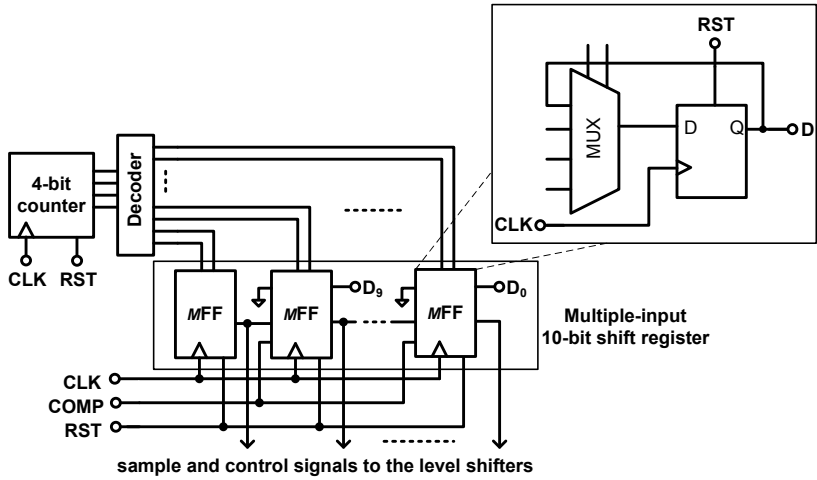 RST
D
Q
D
MUX
CLK
4-bit
counter
Decoder
CLK
RST
MFF
MFF
D9
MFF
D0
Multiple-input
10-bit shift register
CLK
COMP
RST
sample and control signals to the level shifters